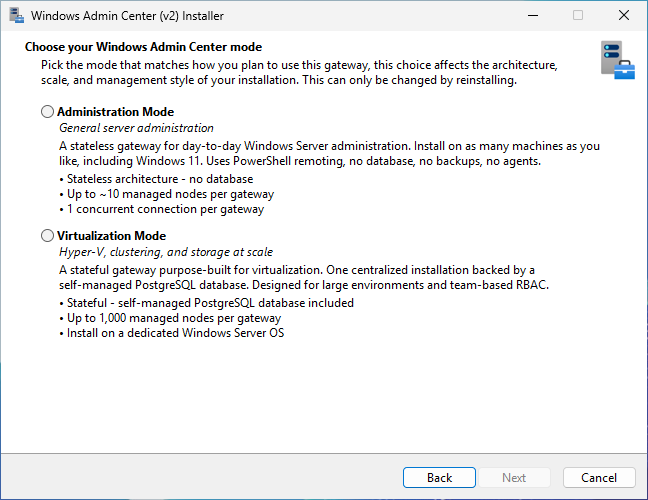 Windows Admin Center (v2) Installer
Choose your Windows Admin Center mode
Pick the mode that matches how you plan to use this gateway, this choice affects the architecture,
scale, and management style of your installation. This can only be changed by reinstalling.
Administration Mode
General server administration
A stateless gateway for day-to-day Windows Server administration. Install on as many machines as you
like, including Windows 11. Uses PowerShell remoting, no database, no backups, no agents.
• Stateless architecture - no database
• Up to ~10 managed nodes per gateway
• 1 concurrent connection per gateway
Virtualization Mode
Hyper-V, clustering, and storage at scale
A stateful gateway purpose-built for virtualization. One centralized installation backed by a
self-managed PostgreSQL database. Designed for large environments and team-based RBAC.
• Stateful - self-managed PostgreSQL database included
• Up to 1,000 managed nodes per gateway
• Install on a dedicated Windows Server OS
Back
Next
Cancel